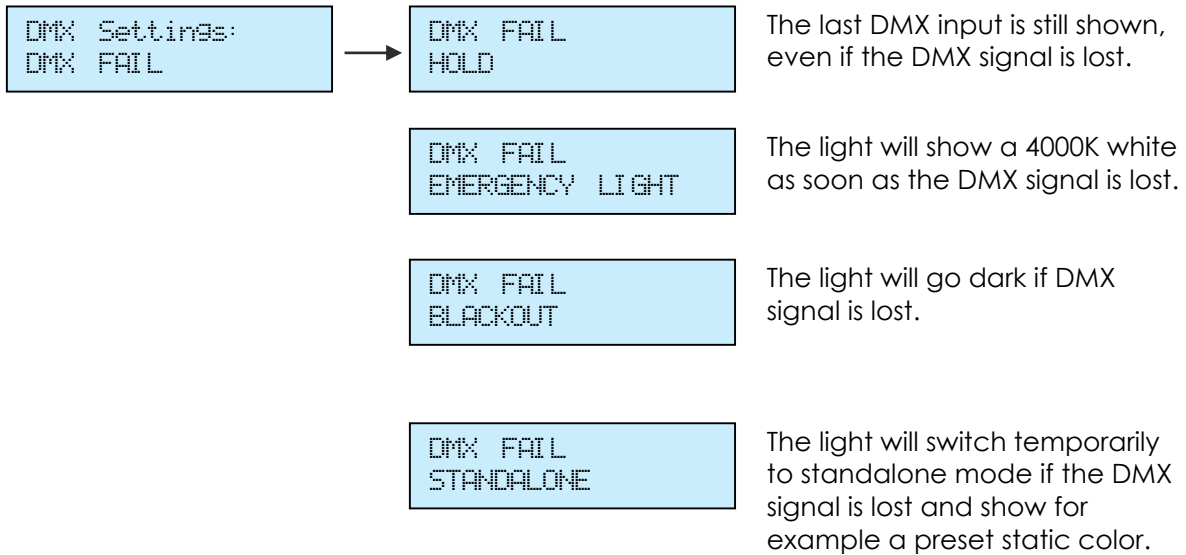 DMX Settings:
DMX FAIL
DMX FAIL
HOLD
The last DMX input is still shown,
even if the DMX signal is lost.
DMX FAIL
EMERGENCY LIGHT
The light will show a 4000K white
as soon as the DMX signal is lost.
DMX FAIL
BLACKOUT
The light will go dark if DMX
signal is lost.
DMX FAIL
STANDALONE
The light will switch temporarily
to standalone mode if the DMX
signal is lost and show for
example a preset static color.